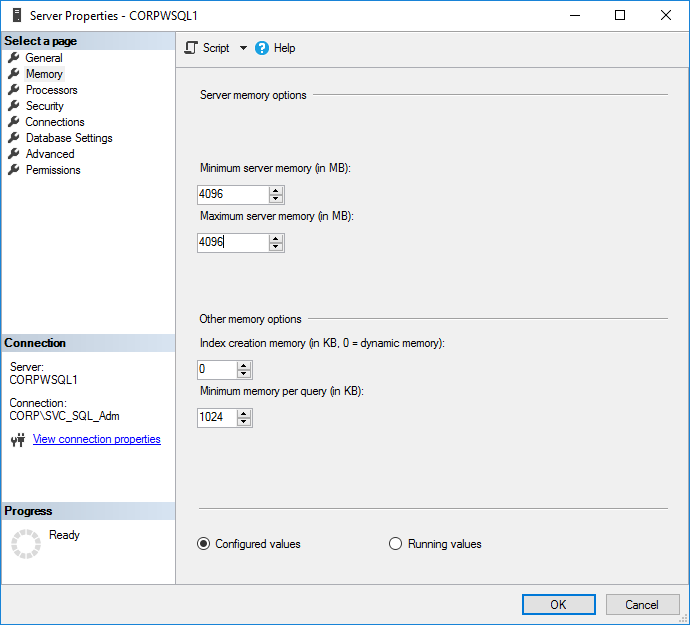 Server Properties - CORPWSQL1
Select a page
General
Memory
Processors
Security
Connections
Database Settings
Advanced
Permissions
Connection
Server:
CORPWSQL1
Connection:
CORP\SVC_SQL_Adm
View connection properties
Progress
Ready
Script
Help
Server memory options
Minimum server memory (in MB):
4096
Maximum server memory (in MB):
4096
Other memory options
Index creation memory (in KB, 0 = dynamic memory):
0
Minimum memory per query (in KB):
1024
Configured values
Running values
OK
Cancel